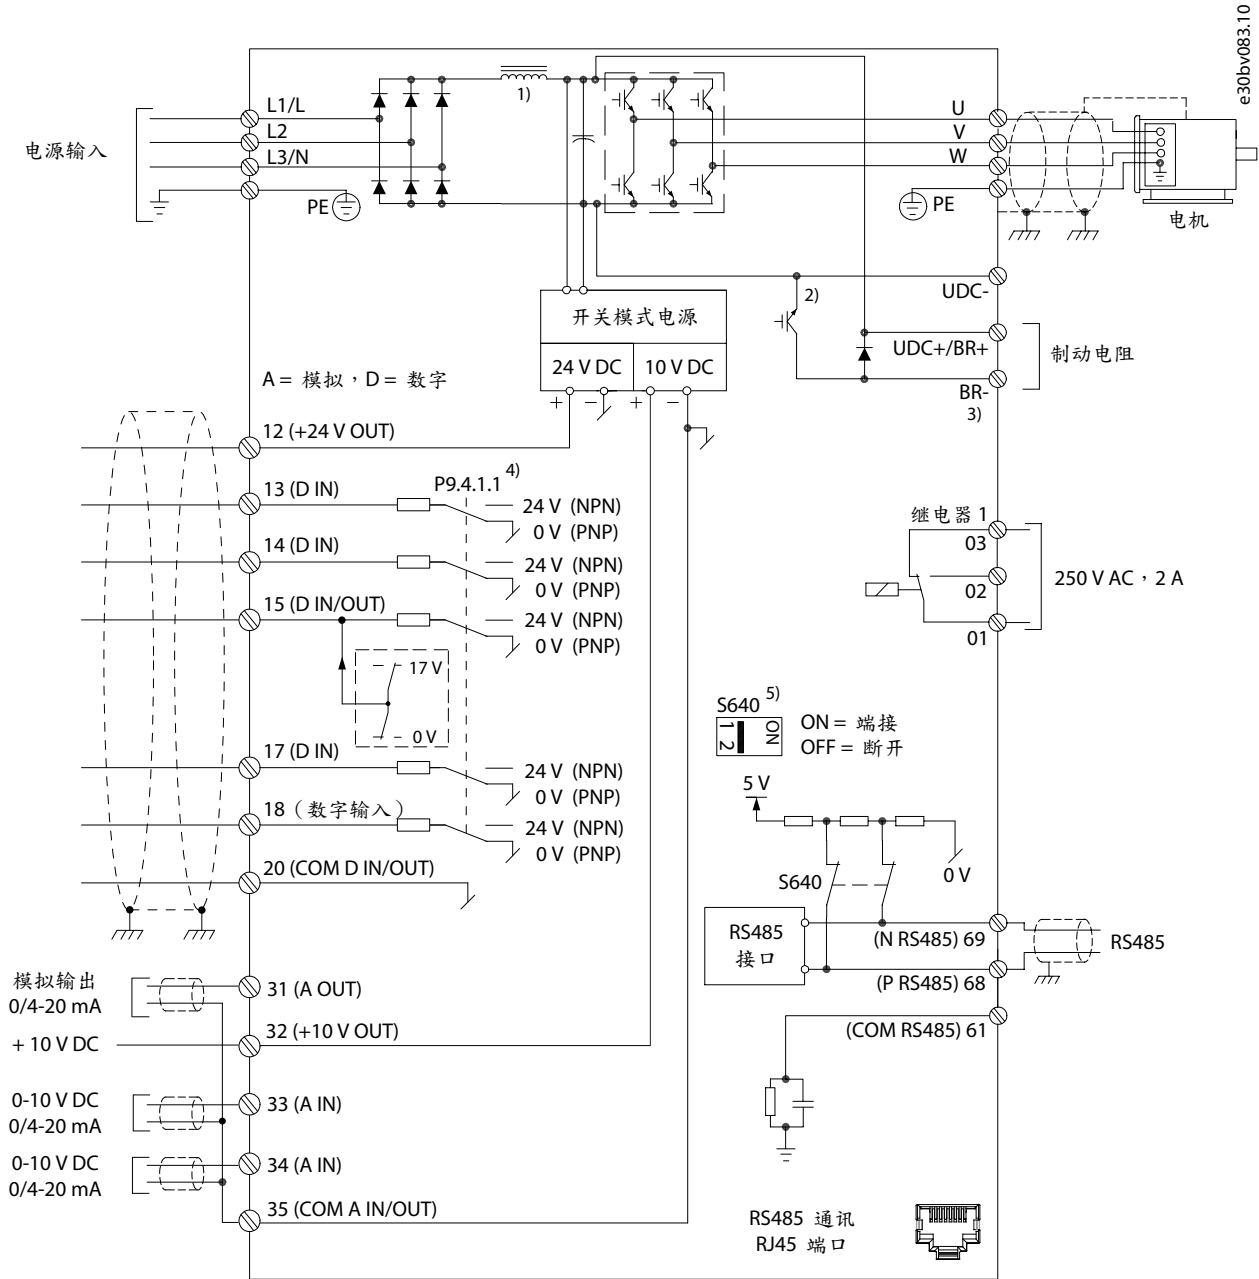 e30bv083.10
电源输入
L1/L
L2
L3/N
PE
1)
U
V
W
PE
电机
UDC-
2)
UDC+/BR+
制动电阻
BR-
3)
开关模式电源
24 V DC
10 V DC
+
−
+
−
A = 模拟，D = 数字
12 (+24 V OUT)
13 (D IN)
P9.4.1.1 4)
24 V (NPN)
0 V (PNP)
14 (D IN)
24 V (NPN)
0 V (PNP)
15 (D IN/OUT)
24 V (NPN)
0 V (PNP)
17 V
0 V
17 (D IN)
24 V (NPN)
0 V (PNP)
18（数字输入）
24 V (NPN)
0 V (PNP)
20 (COM D IN/OUT)
继电器 1
03
02
01
250 V AC，2 A
S640 5)
1 2
ON
ON = 端接
OFF = 断开
5 V
S640
0 V
RS485
接口
(N RS485) 69
(P RS485) 68
RS485
(COM RS485) 61
模拟输出
0/4-20 mA
31 (A OUT)
+ 10 V DC
32 (+10 V OUT)
0-10 V DC
0/4-20 mA
33 (A IN)
0-10 V DC
0/4-20 mA
34 (A IN)
35 (COM A IN/OUT)
RS485 通讯
RJ45 端口